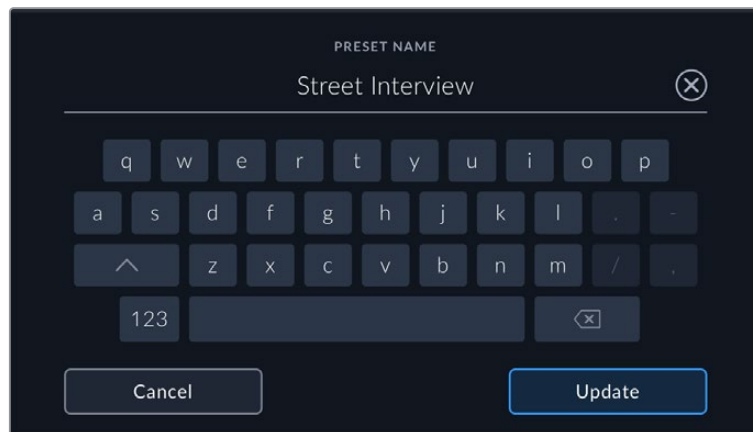 PRESET NAME
Street Interview
q w e r t y u i o p
a s d f g h j k l . -
z x c v b n m / ,
123
Cancel Update